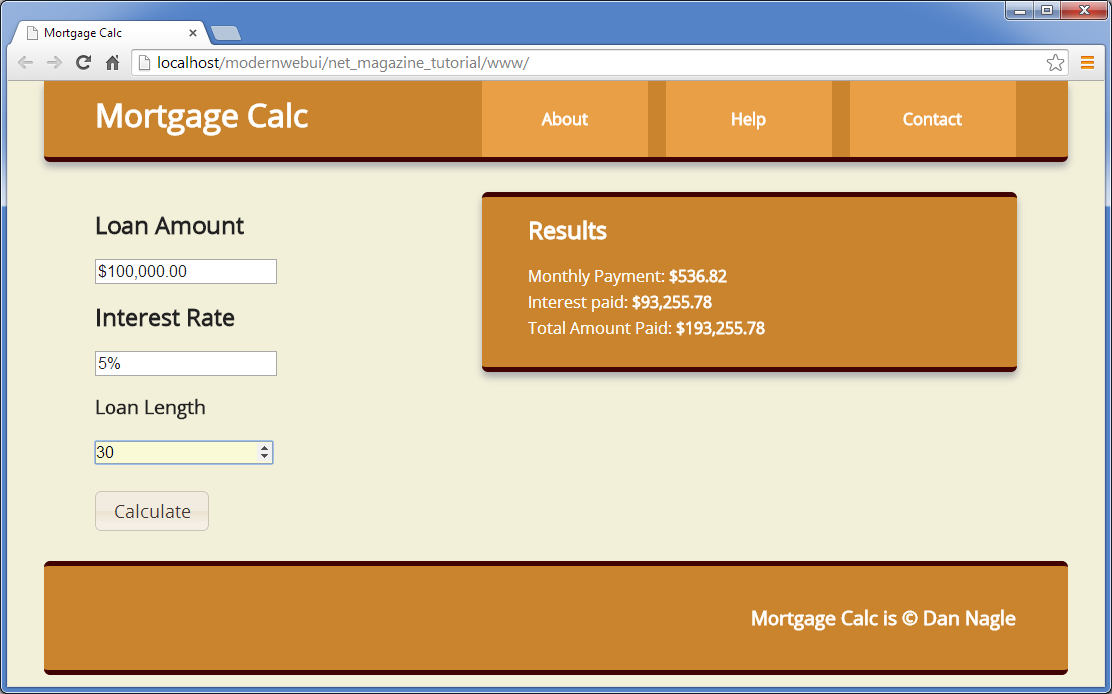 Mortgage Calc
localhost/modernwebui/net_magazine_tutorial/www/
Mortgage Calc
About
Help
Contact
Loan Amount
$100,000.00
Interest Rate
5%
Loan Length
30
Calculate
Results
Monthly Payment: $536.82
Interest paid: $93,255.78
Total Amount Paid: $193,255.78
Mortgage Calc is © Dan Nagle